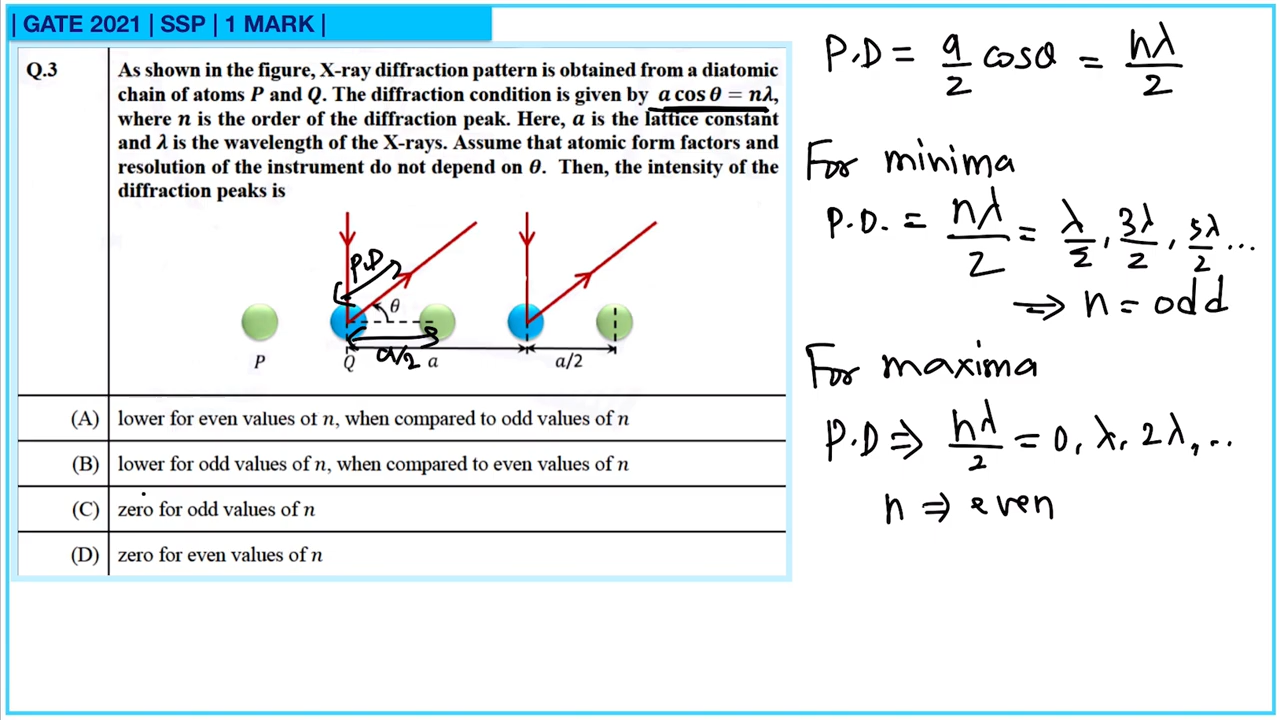 | GATE 2021 | SSP | 1 MARK |
Q.3
As shown in the figure, X-ray diffraction pattern is obtained from a diatomic
chain of atoms P and Q. The diffraction condition is given by a cos θ = nλ,
where n is the order of the diffraction peak. Here, a is the lattice constant
and λ is the wavelength of the X-rays. Assume that atomic form factors and
resolution of the instrument do not depend on θ. Then, the intensity of the
diffraction peaks is
P.D
θ
a/2
P
Q
a
a/2
(A) lower for even values of n, when compared to odd values of n
(B) lower for odd values of n, when compared to even values of n
(C) zero for odd values of n
(D) zero for even values of n
P.D = a/2 cosθ = nλ/2
For minima
P.D. = nλ/2 = λ/2, 3λ/2, 5λ/2 ...
⇒ n = odd
For maxima
P.D ⇒ nλ/2 = 0, λ, 2λ, ..
n ⇒ even